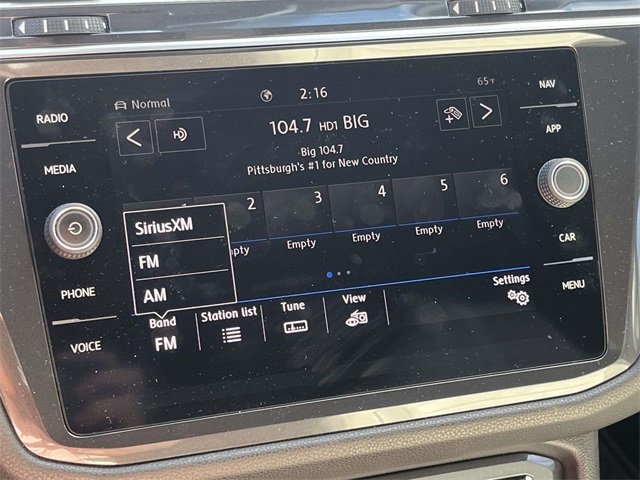 Normal
2:16
65°F
NAV
RADIO
104.7 HD1 BIG
APP
Big 104.7
Pittsburgh's #1 for New Country
MEDIA
2 3 4 5 6
SiriusXM
Empty Empty Empty Empty
FM
CAR
AM
PHONE
Settings
MENU
Band
Station list
Tune
View
FM
VOICE